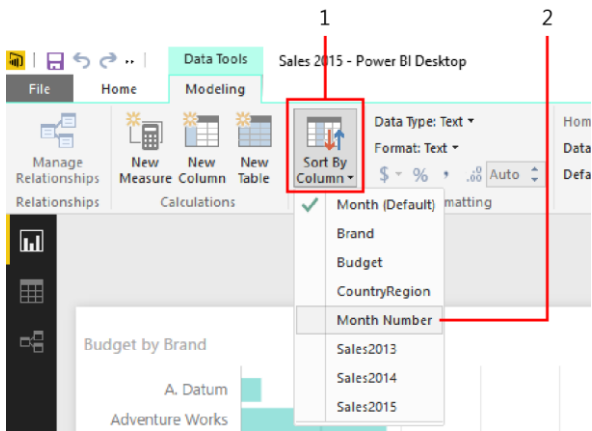 1 2
Data Tools Sales 2015 - Power BI Desktop
File Home Modeling
Manage Relationships
New Measure
New Column
New Table
Sort By Column
Data Type: Text
Format: Text
$ % , .00 Auto
Hom
Data
Defa
Relationships Calculations matting
Month (Default)
Brand
Budget
CountryRegion
Month Number
Sales2013
Sales2014
Sales2015
Budget by Brand
A. Datum
Adventure Works